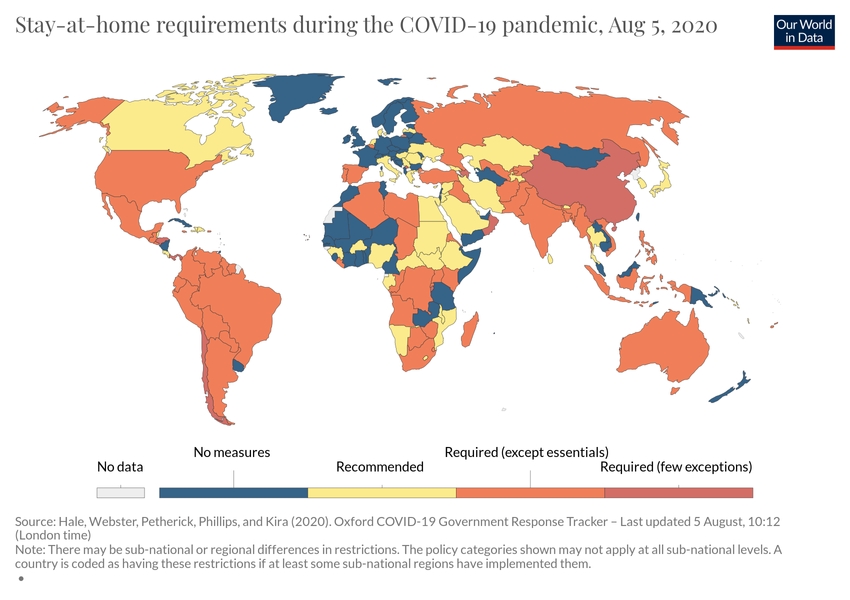 Stay-at-home requirements during the COVID-19 pandemic, Aug 5, 2020
Our World
in Data
No data
No measures
Recommended
Required (except essentials)
Required (few exceptions)
Source: Hale, Webster, Petherick, Phillips, and Kira (2020). Oxford COVID-19 Government Response Tracker – Last updated 5 August, 10:12
(London time)
Note: There may be sub-national or regional differences in restrictions. The policy categories shown may not apply at all sub-national levels. A
country is coded as having these restrictions if at least some sub-national regions have implemented them.